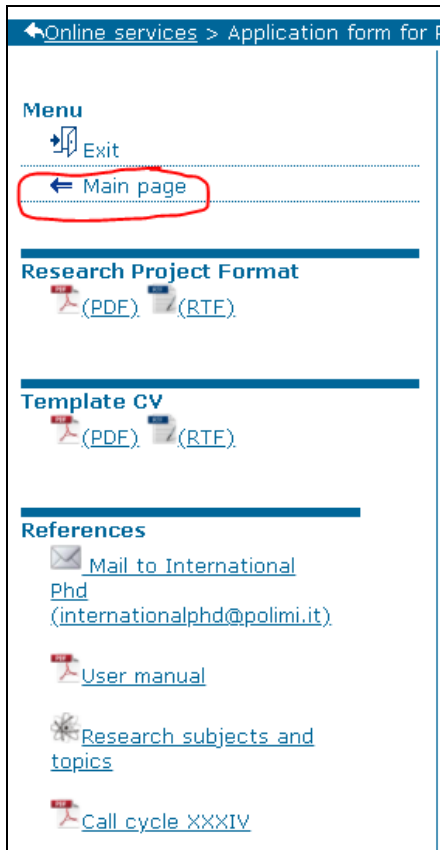 Online services > Application form for P
Menu
Exit
Main page
Research Project Format
(PDF) (RTF)
Template CV
(PDF) (RTF)
References
Mail to International
Phd
(internationalphd@polimi.it)
User manual
Research subjects and
topics
Call cycle XXXIV